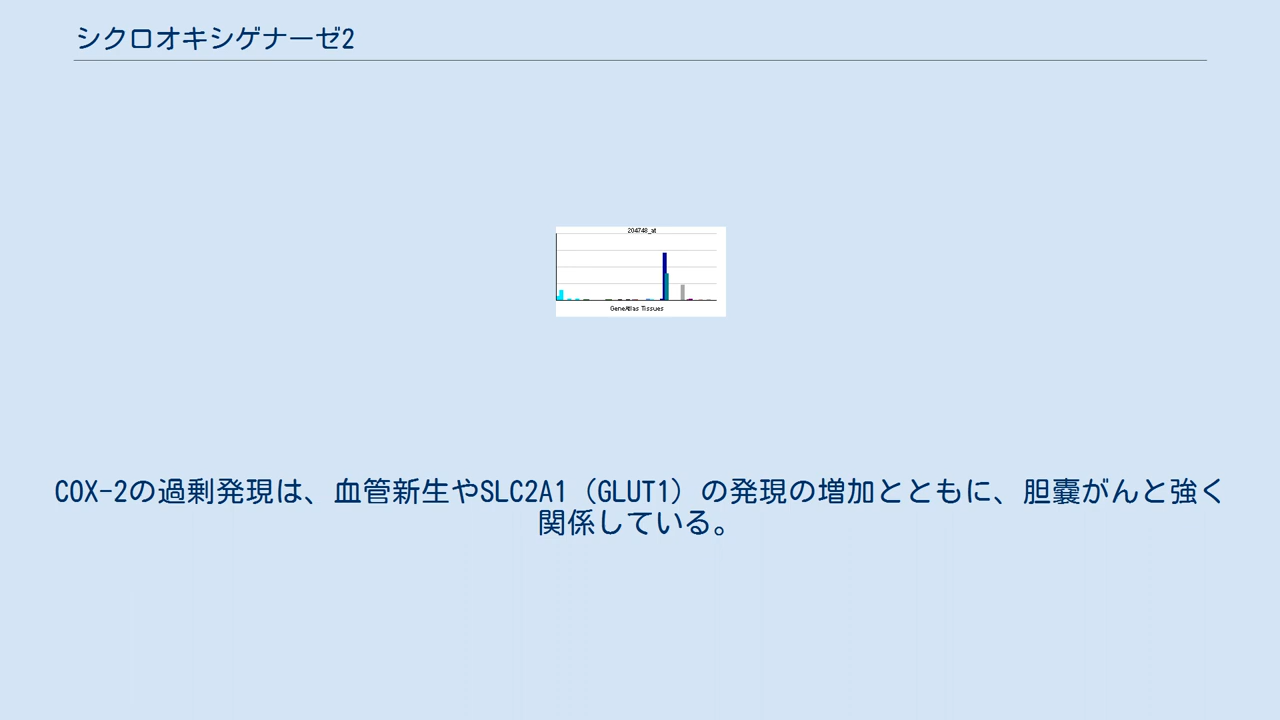 シクロオキシゲナーゼ2
204748_at
GeneAtlas Tissues
COX-2の過剰発現は、血管新生やSLC2A1（GLUT1）の発現の増加とともに、胆嚢がんと強く
関係している。